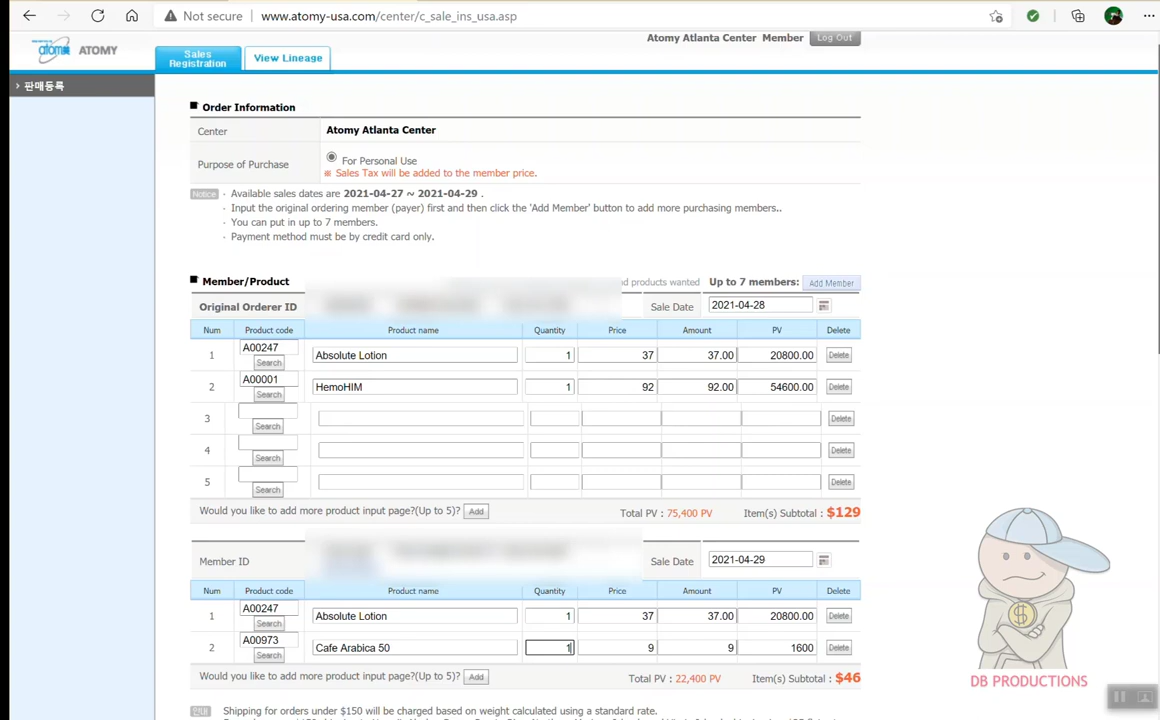 Not secure | www.atomy-usa.com/center/c_sale_ins_usa.asp
Atomy Atlanta Center Member Log Out
atomy ATOMY
Sales Registration View Lineage
› 판매등록
Order Information
Center Atomy Atlanta Center
Purpose of Purchase For Personal Use
※ Sales Tax will be added to the member price.
Notice · Available sales dates are 2021-04-27 ~ 2021-04-29 .
· Input the original ordering member (payer) first and then click the 'Add Member' button to add more purchasing members..
· You can put in up to 7 members.
· Payment method must be by credit card only.
Member/Product d products wanted Up to 7 members: Add Member
Original Orderer ID Sale Date 2021-04-28
Num Product code Product name Quantity Price Amount PV Delete
1 A00247 Search Absolute Lotion 1 37 37.00 20800.00 Delete
2 A00001 Search HemoHIM 1 92 92.00 54600.00 Delete
3 Search Delete
4 Search Delete
5 Search Delete
Would you like to add more product input page?(Up to 5)? Add Total PV : 75,400 PV Item(s) Subtotal : $129
Member ID Sale Date 2021-04-29
Num Product code Product name Quantity Price Amount PV Delete
1 A00247 Search Absolute Lotion 1 37 37.00 20800.00 Delete
2 A00973 Search Cafe Arabica 50 1 9 9 1600 Delete
Would you like to add more product input page?(Up to 5)? Add Total PV : 22,400 PV Item(s) Subtotal : $46
안내 Shipping for orders under $150 will be charged based on weight calculated using a standard rate.
$
DB PRODUCTIONS